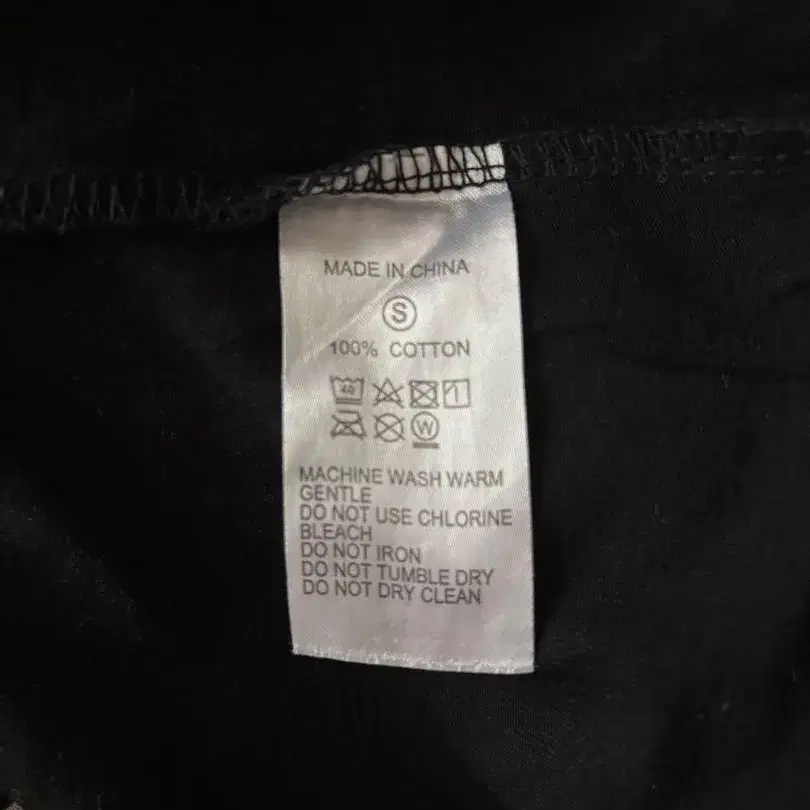 MADE IN CHINA
S
100% COTTON
40
W
MACHINE WASH WARM
GENTLE
DO NOT USE CHLORINE
BLEACH
DO NOT IRON
DO NOT TUMBLE DRY
DO NOT DRY CLEAN